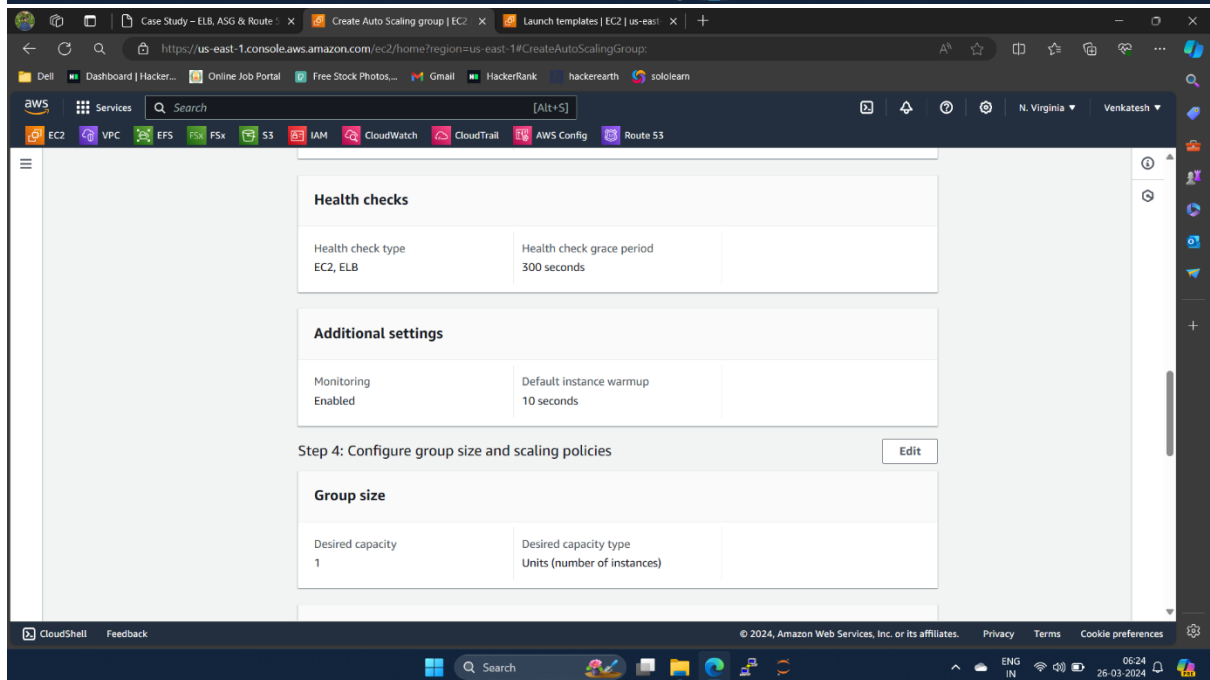 Case Study – ELB, ASG & Route 5
Create Auto Scaling group | EC2
Launch templates | EC2 | us-east-
https://us-east-1.console.aws.amazon.com/ec2/home?region=us-east-1#CreateAutoScalingGroup:
Dell Dashboard | Hacker... Online Job Portal Free Stock Photos,... Gmail HackerRank hackerearth sololearn
aws Services Search [Alt+S] N. Virginia Venkatesh
EC2 VPC EFS FSx FSx S3 IAM CloudWatch CloudTrail AWS Config Route 53
Health checks
Health check type Health check grace period
EC2, ELB 300 seconds
Additional settings
Monitoring Default instance warmup
Enabled 10 seconds
Step 4: Configure group size and scaling policies Edit
Group size
Desired capacity Desired capacity type
1 Units (number of instances)
CloudShell Feedback © 2024, Amazon Web Services, Inc. or its affiliates. Privacy Terms Cookie preferences
Search ENG 06:24
IN 26-03-2024